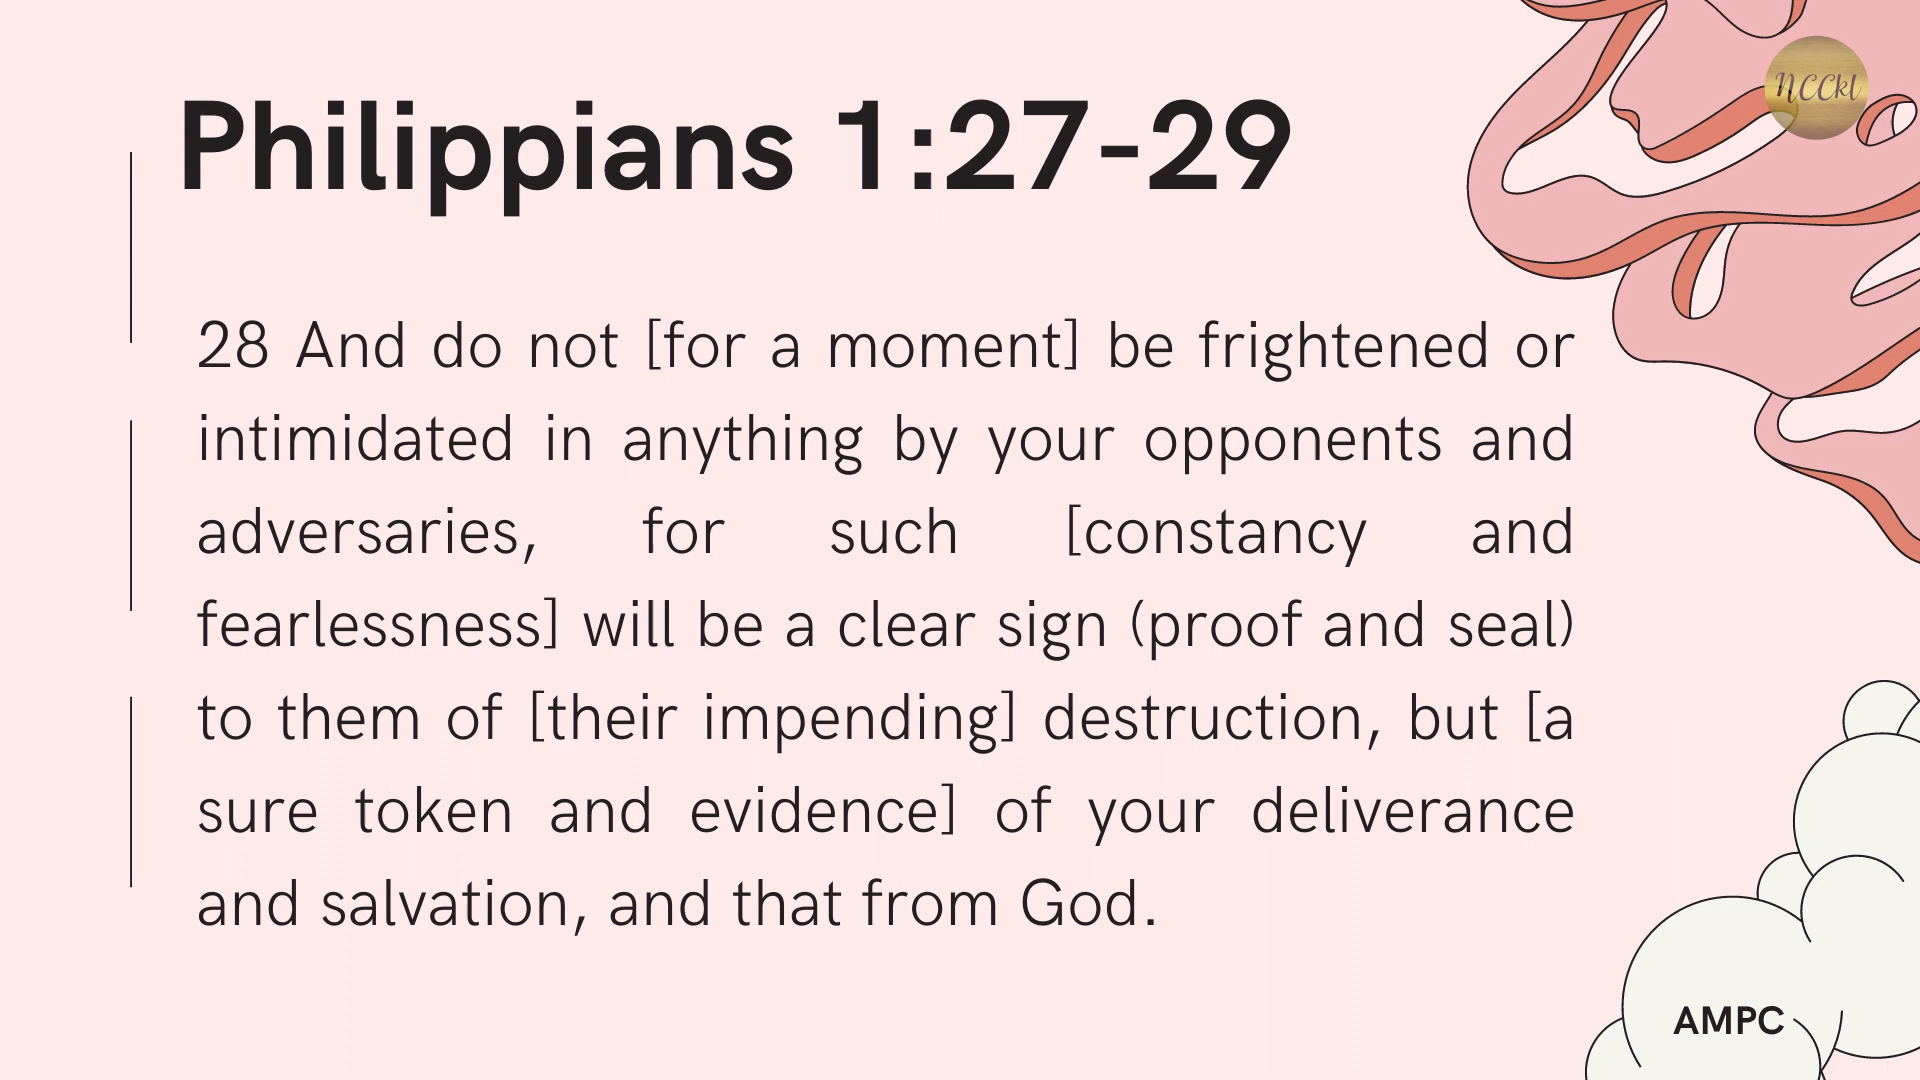 NCCkl
Philippians 1:27-29
28 And do not [for a moment] be frightened or
intimidated in anything by your opponents and
adversaries, for such [constancy and
fearlessness] will be a clear sign (proof and seal)
to them of [their impending] destruction, but [a
sure token and evidence] of your deliverance
and salvation, and that from God.
AMPC